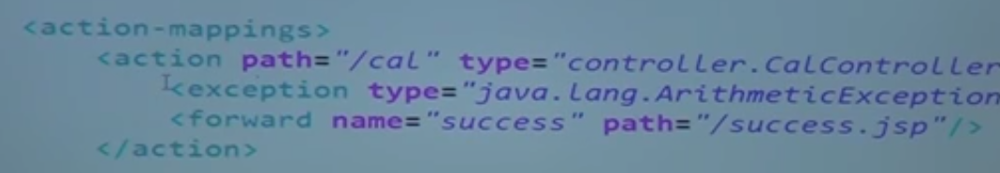 <action-mappings>
<action path="/cal" type="controller.CalController
<exception type="java.lang.ArithmeticException
<forward name="success" path="/success.jsp"/>
</action>